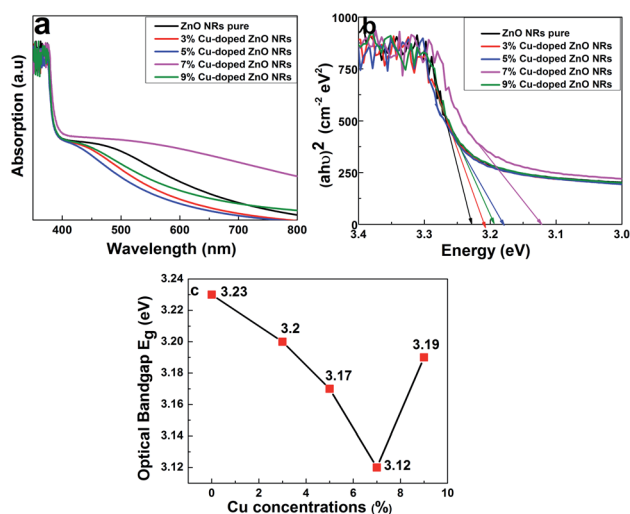 a
ZnO NRs pure
3% Cu-doped ZnO NRs
5% Cu-doped ZnO NRs
7% Cu-doped ZnO NRs
9% Cu-doped ZnO NRs
Absorption (a.u)
400 500 600 700 800
Wavelength (nm)
b
ZnO NRs pure
3% Cu-doped ZnO NRs
5% Cu-doped ZnO NRs
7% Cu-doped ZnO NRs
9% Cu-doped ZnO NRs
(ahυ)² (cm⁻² eV²)
900
750
500
250
0
3.4 3.3 3.2 3.1 3.0
Energy (eV)
c
3.23
3.2
3.17
3.12
3.19
Optical Bandgap Eg (eV)
3.24
3.22
3.20
3.18
3.16
3.14
3.12
0 2 4 6 8 10
Cu concentrations (%)